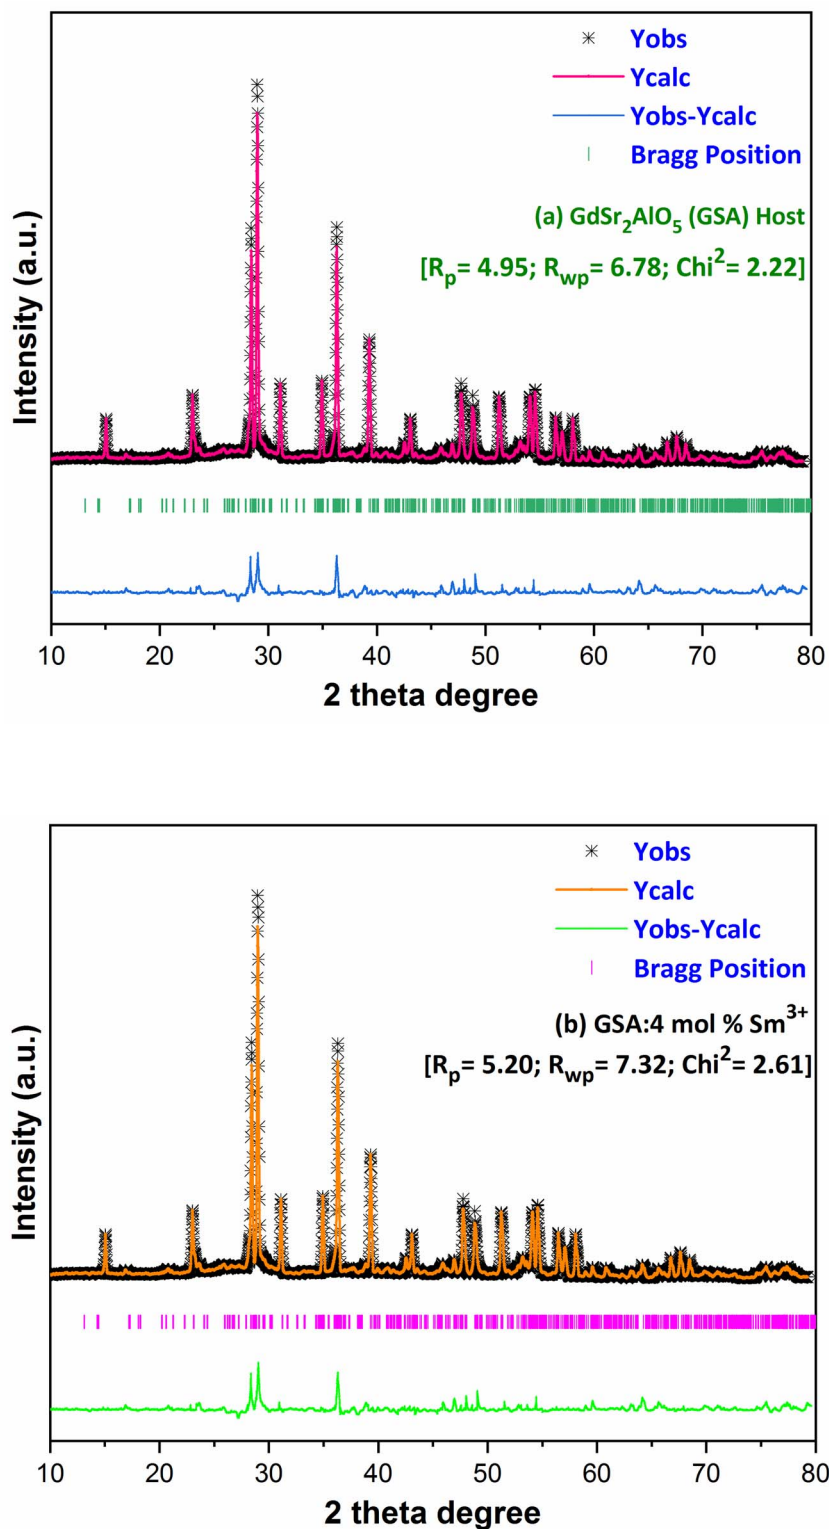 Yobs
Ycalc
Yobs-Ycalc
Bragg Position
(a) GdSr₂AlO₅ (GSA) Host
[Rₚ= 4.95; R_wp= 6.78; Chi²= 2.22]
Intensity (a.u.)
10 20 30 40 50 60 70 80
2 theta degree
Yobs
Ycalc
Yobs-Ycalc
Bragg Position
(b) GSA:4 mol % Sm³⁺
[Rₚ= 5.20; R_wp= 7.32; Chi²= 2.61]
Intensity (a.u.)
10 20 30 40 50 60 70 80
2 theta degree